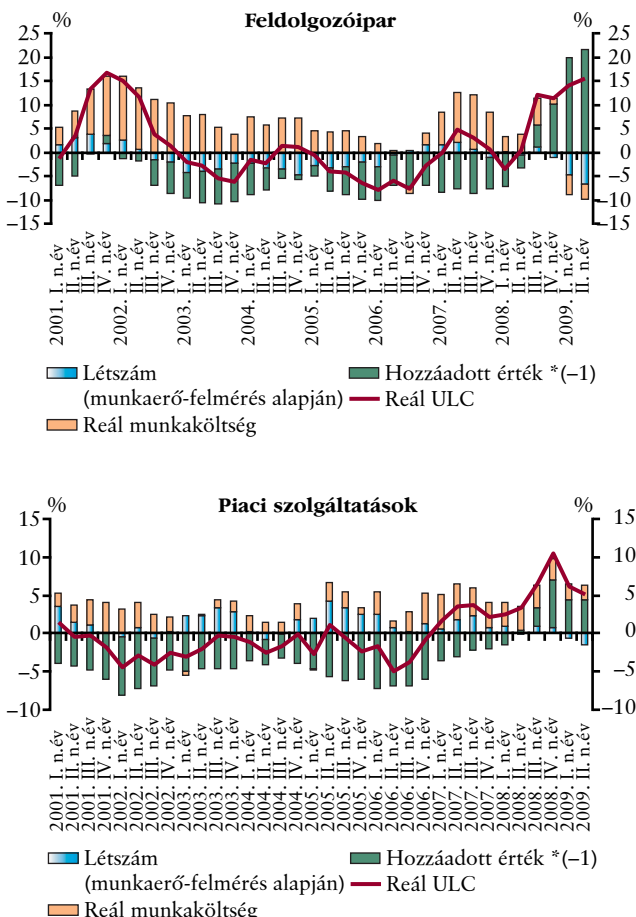 % Feldolgozóipar %
25 25
20 20
15 15
10 10
5 5
0 0
−5 −5
−10 −10
−15 −15
2001. I. n.év
II. n.év
III. n.év
IV. n.év
2002. I. n.év
II. n.év
III. n.év
IV. n.év
2003. I. n.év
II. n.év
III. n.év
IV. n.év
2004. I. n.év
II. n.év
III. n.év
IV. n.év
2005. I. n.év
II. n.év
III. n.év
IV. n.év
2006. I. n.év
II. n.év
III. n.év
IV. n.év
2007. I. n.év
II. n.év
III. n.év
IV. n.év
2008. I. n.év
II. n.év
III. n.év
IV. n.év
2009. I. n.év
II. n.év
Létszám
(munkaerő-felmérés alapján)
Reál munkaköltség
Hozzáadott érték *(–1)
Reál ULC
% Piaci szolgáltatások %
15 15
10 10
5 5
0 0
−5 −5
−10 −10
2001. I. n.év
2001. II. n.év
2001. III. n.év
2001. IV. n.év
2002. I. n.év
2002. II. n.év
2002. III. n.év
2002. IV. n.év
2003. I. n.év
2003. II. n.év
2003. III. n.év
2003. IV. n.év
2004. I. n.év
2004. II. n.év
2004. III. n.év
2004. IV. n.év
2005. I. n.év
2005. II. n.év
2005. III. n.év
2005. IV. n.év
2006. I. n.év
2006. II. n.év
2006. III. n.év
2006. IV. n.év
2007. I. n.év
2007. II. n.év
2007. III. n.év
2007. IV. n.év
2008. I. n.év
2008. II. n.év
2008. III. n.év
2008. IV. n.év
2009. I. n.év
2009. II. n.év
Létszám
(munkaerő-felmérés alapján)
Reál munkaköltség
Hozzáadott érték *(–1)
Reál ULC